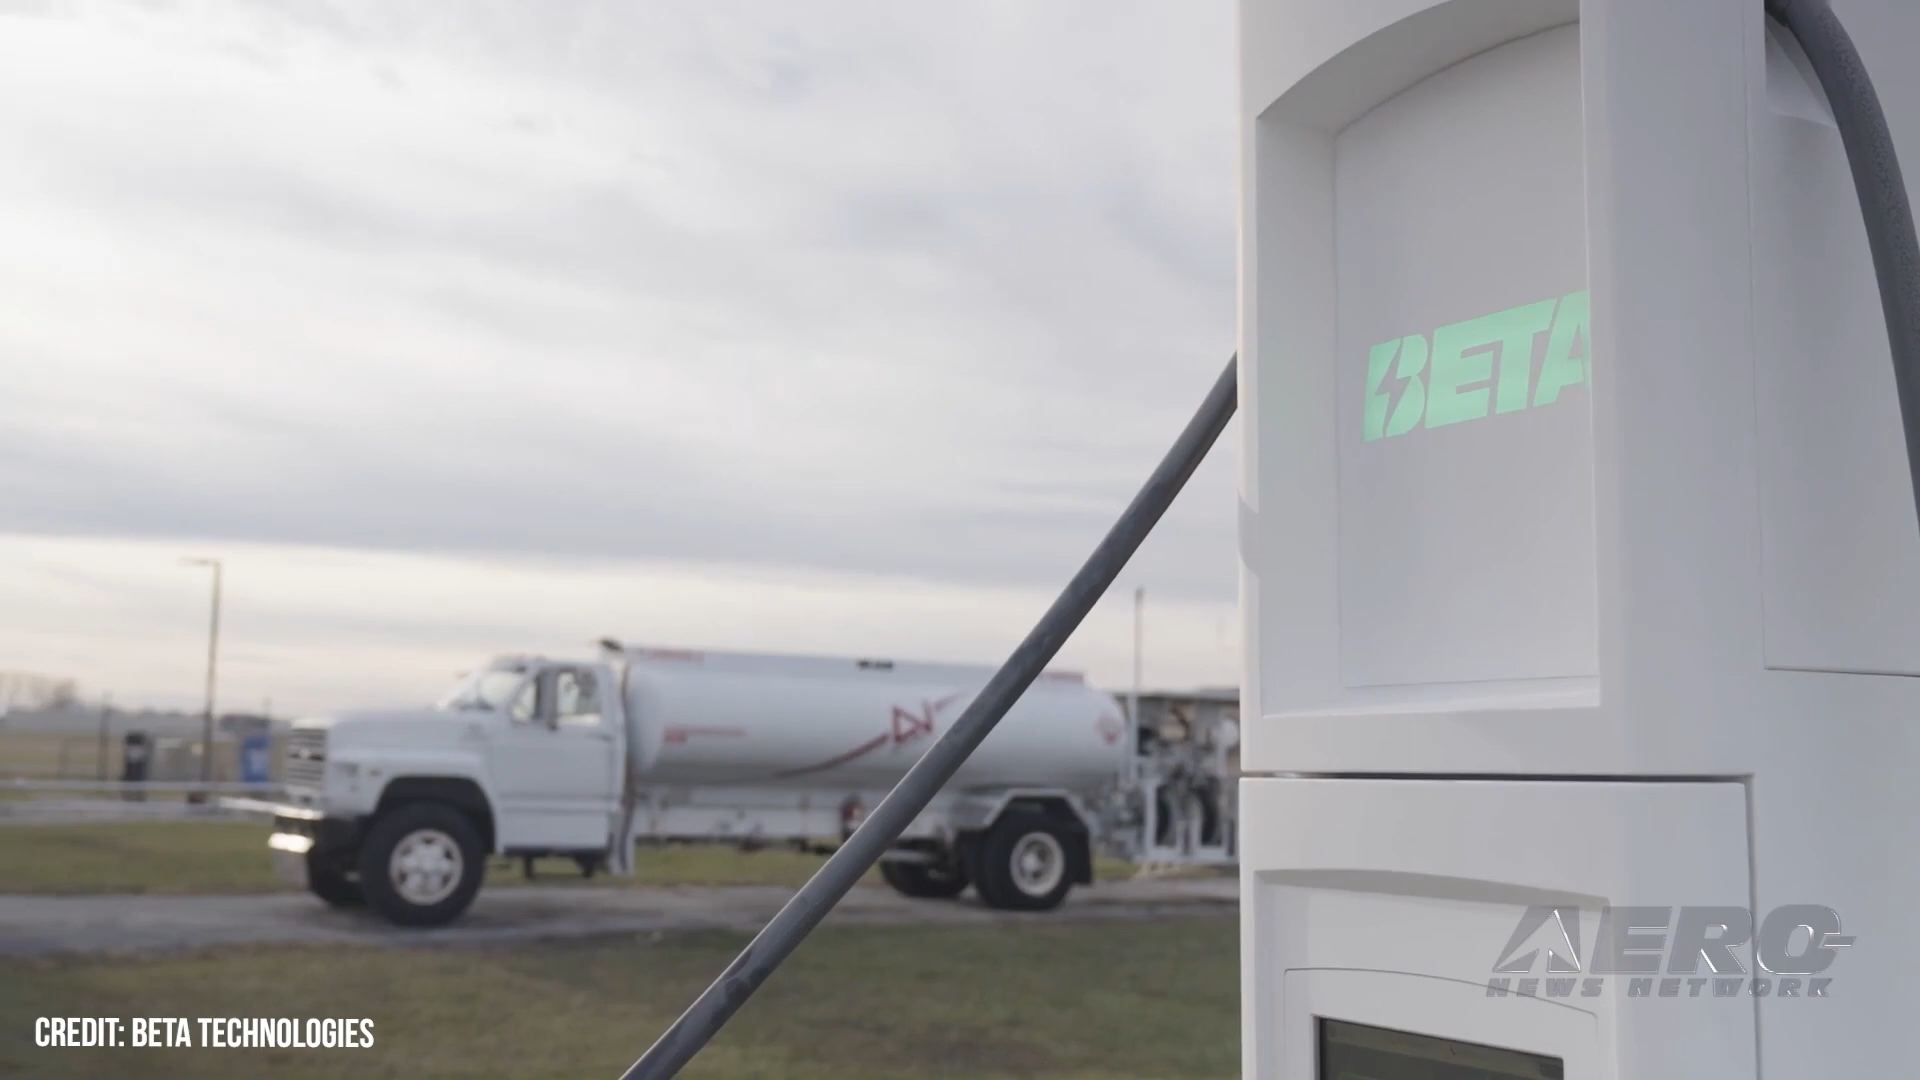 BETA
AERO-
NEWS NETWORK
CREDIT: BETA TECHNOLOGIES